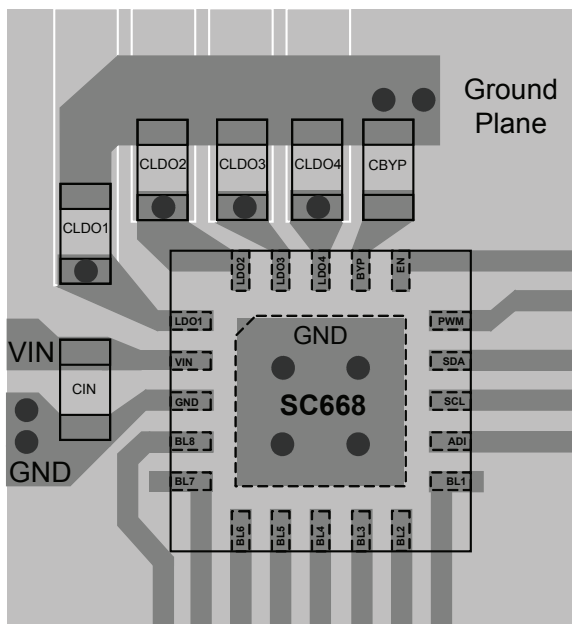 Ground
Plane
CLDO2
CLDO3
CLDO4
CBYP
CLDO1
LDO2
LDO3
LDO4
BYP
EN
LDO1
PWM
GND
VIN
VIN
SDA
CIN
SC668
GND
SCL
GND
BL8
ADI
BL7
BL1
BL6
BL5
BL4
BL3
BL2